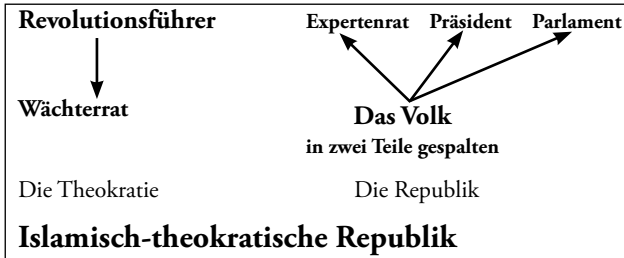 Revolutionsführer
Expertenrat Präsident Parlament
Wächterrat
Das Volk
in zwei Teile gespalten
Die Theokratie
Die Republik
Islamisch-theokratische Republik